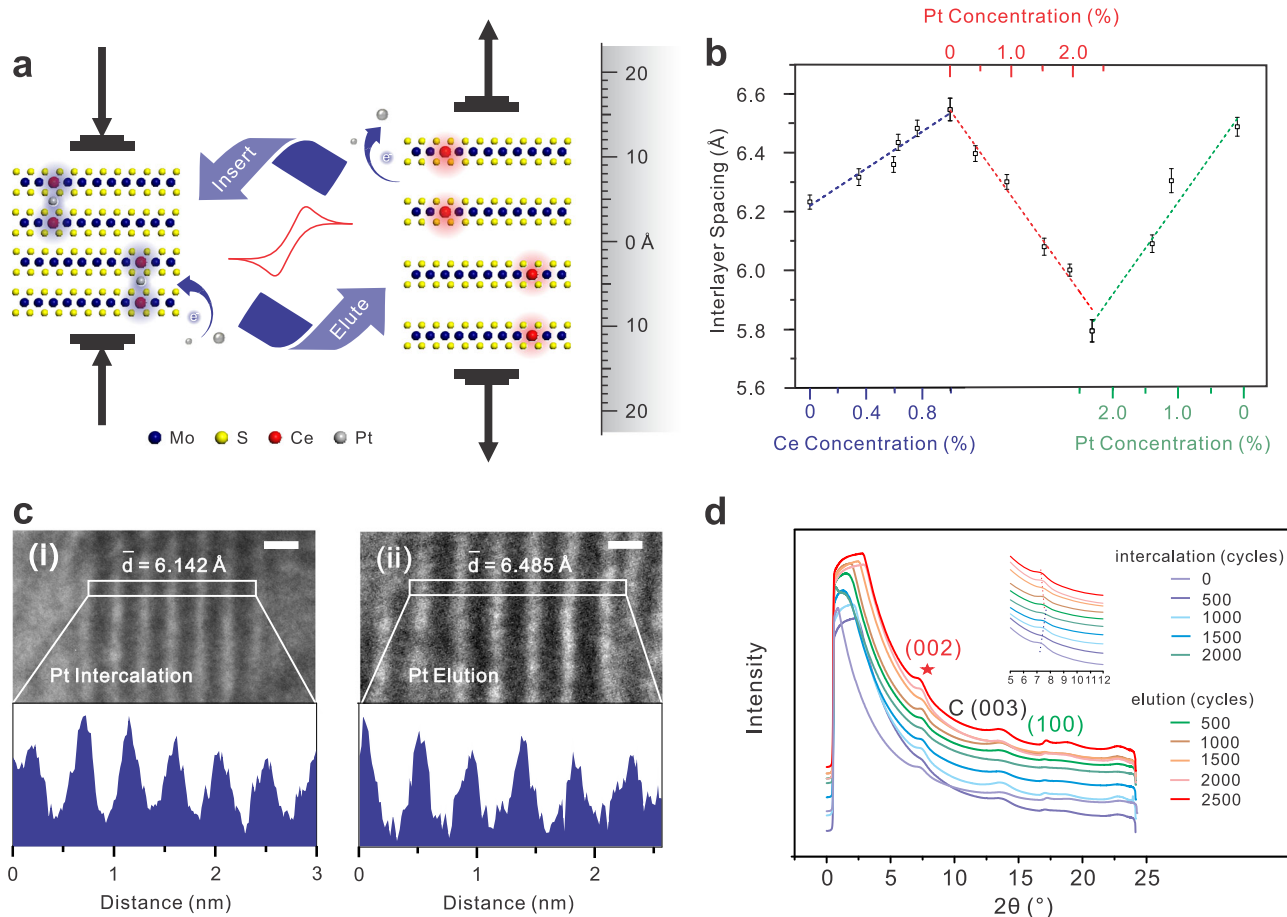 a
Insert
Elute
e
e
20
10
0 Å
10
20
Mo
S
Ce
Pt
b
Pt Concentration (%)
0
1.0
2.0
Interlayer Spacing (Å)
6.6
6.4
6.2
6.0
5.8
5.6
0
0.4
0.8
Ce Concentration (%)
2.0
1.0
0
Pt Concentration (%)
c
(i)
d̄ = 6.142 Å
Pt Intercalation
0
1
2
3
Distance (nm)
(ii)
d̄ = 6.485 Å
Pt Elution
0
1
2
Distance (nm)
d
Intensity
(002)
C (003)
(100)
5 6 7 8 9 10 11 12
intercalation (cycles)
0
500
1000
1500
2000
elution (cycles)
500
1000
1500
2000
2500
0
5
10
15
20
25
2θ (°)